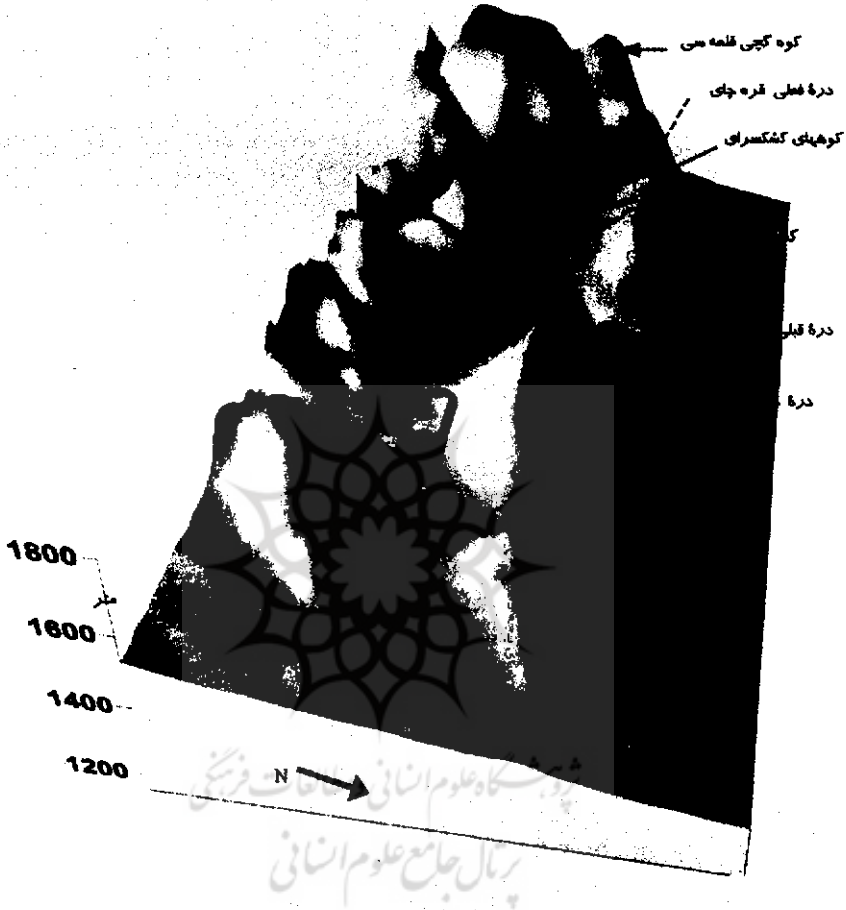 کوه گچی قلعه سی
درهٔ فعلی قره چای
کوههای کشکسرای
ک
درهٔ قبلی
درهٔ
1800
متر
1600
1400
1200
N
پژوهشگاه علوم انسانی و مطالعات فرهنگی
پرتال جامع علوم انسانی